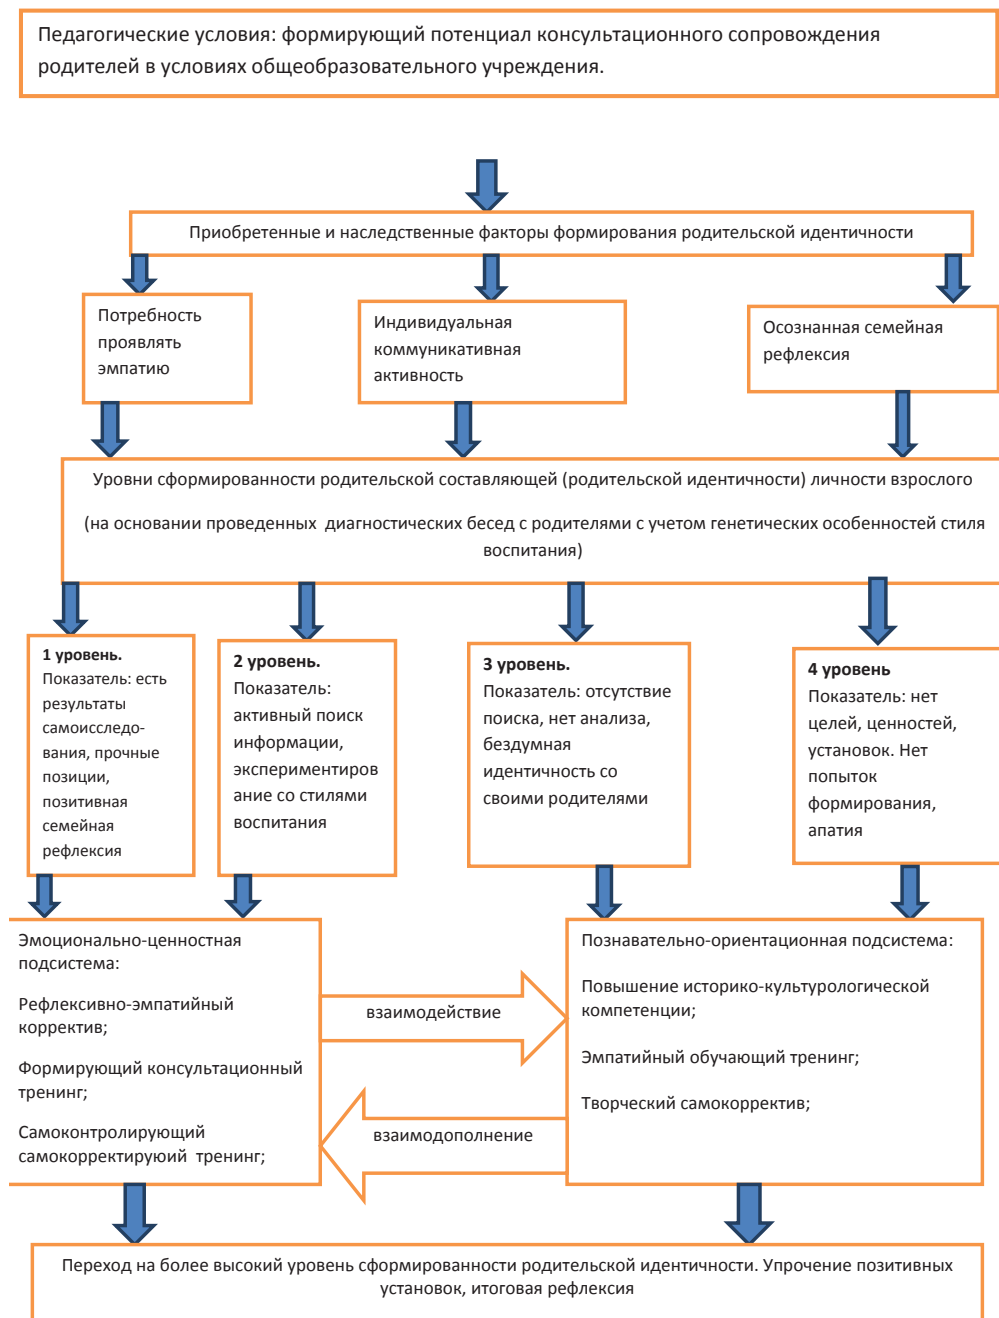 Педагогические условия: формирующий потенциал консультационного сопровождения
родителей в условиях общеобразовательного учреждения.
Приобретенные и наследственные факторы формирования родительской идентичности
Потребность
проявлять
эмпатию
Индивидуальная
коммуникативная
активность
Осознанная семейная
рефлексия
Уровни сформированности родительской составляющей (родительской идентичности) личности взрослого
(на основании проведенных диагностических бесед с родителями с учетом генетических особенностей стиля
воспитания)
1 уровень.
Показатель: есть
результаты
самоисследо-
вания, прочные
позиции,
позитивная
семейная
рефлексия
2 уровень.
Показатель:
активный поиск
информации,
экспериментиров
ание со стилями
воспитания
3 уровень.
Показатель: отсутствие
поиска, нет анализа,
бездумная
идентичность со
своими родителями
4 уровень
Показатель: нет
целей, ценностей,
установок. Нет
попыток
формирования,
апатия
Эмоционально-ценностная
подсистема:
Рефлексивно-эмпатийный
корректив;
Формирующий консультационный
тренинг;
Самоконтролирующий
самокорректируюий тренинг;
взаимодействие
взаимодополнение
Познавательно-ориентационная подсистема:
Повышение историко-культурологической
компетенции;
Эмпатийный обучающий тренинг;
Творческий самокорректив;
Переход на более высокий уровень сформированности родительской идентичности. Упрочение позитивных
установок, итоговая рефлексия